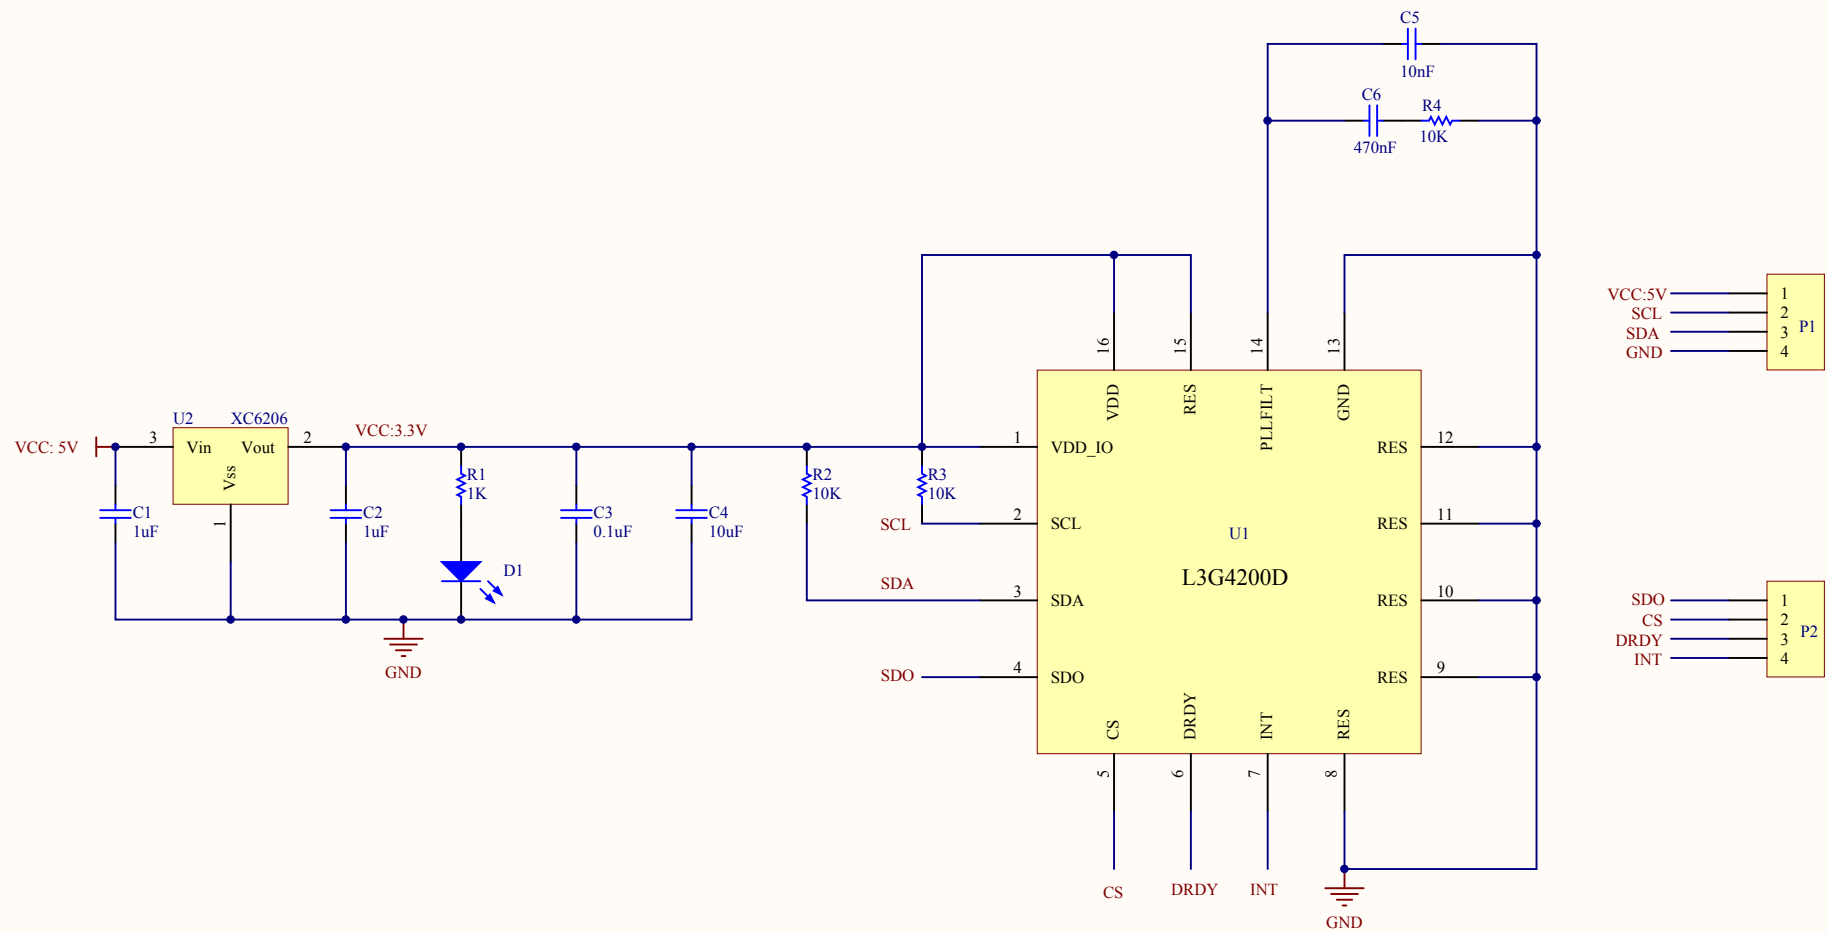 C5
10nF
C6
R4
470nF
10K
VCC:5V
SCL
SDA
GND
1
2
3
4
P1
16
15
14
13
VDD
RES
PLLFILT
GND
U2
XC6206
VCC: 5V
3
Vin
Vout
2
Vss
1
VCC:3.3V
C1
1uF
C2
1uF
R1
1K
D1
C3
0.1uF
C4
10uF
R2
10K
R3
10K
GND
SCL
SDA
SDO
1
VDD_IO
2
SCL
3
SDA
4
SDO
U1
L3G4200D
RES
12
RES
11
RES
10
RES
9
CS
DRDY
INT
RES
5
6
7
8
CS
DRDY
INT
GND
SDO
CS
DRDY
INT
1
2
3
4
P2